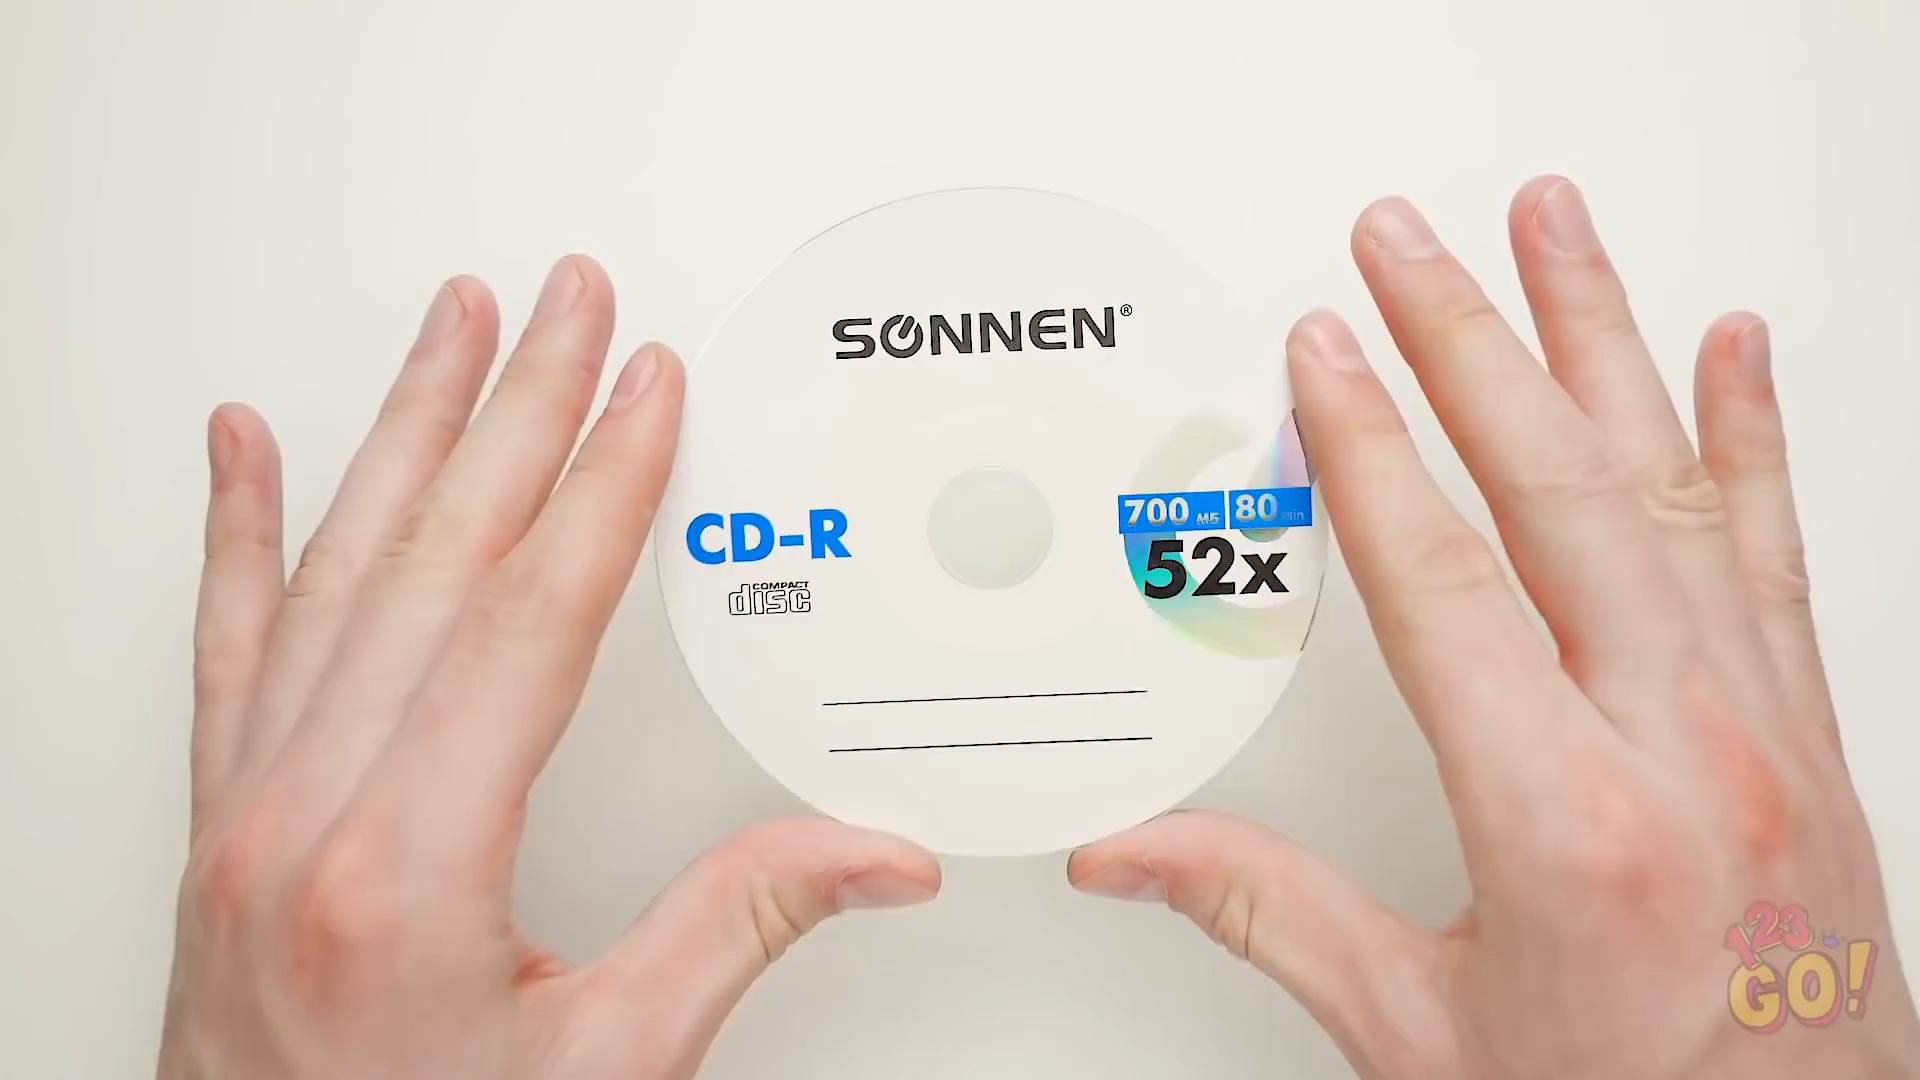 SONNEN®
CD-R
COMPACT
disc
700 МБ 80 min
52x
123
GO!